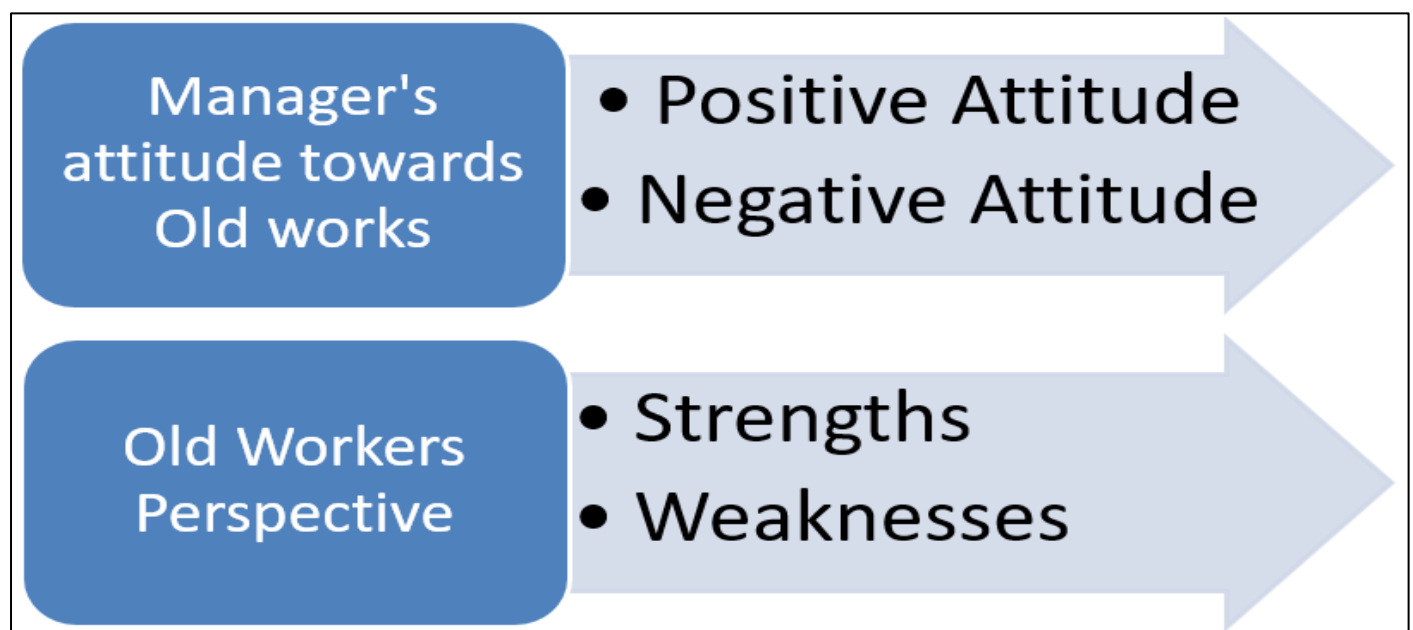 Manager's
attitude towards
Old works
• Positive Attitude
• Negative Attitude
Old Workers
Perspective
• Strengths
• Weaknesses